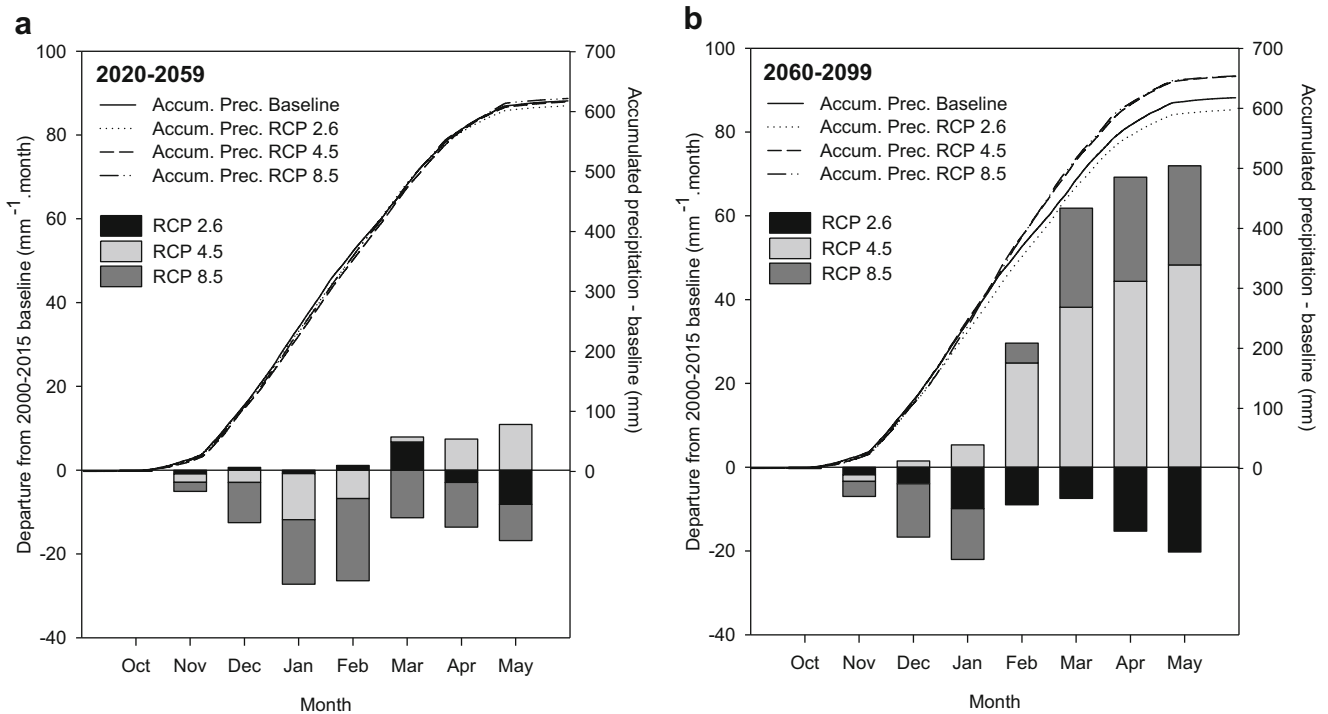 a
2020-2059
Accum. Prec. Baseline
Accum. Prec. RCP 2.6
Accum. Prec. RCP 4.5
Accum. Prec. RCP 8.5
RCP 2.6
RCP 4.5
RCP 8.5
100
80
60
40
20
0
-20
-40
Departure from 2000-2015 baseline (mm⁻¹.month)
700
600
500
400
300
200
100
0
Accumulated precipitation - baseline (mm)
Oct Nov Dec Jan Feb Mar Apr May
Month
b
2060-2099
Accum. Prec. Baseline
Accum. Prec. RCP 2.6
Accum. Prec. RCP 4.5
Accum. Prec. RCP 8.5
RCP 2.6
RCP 4.5
RCP 8.5
100
80
60
40
20
0
-20
-40
Departure from 2000-2015 baseline (mm⁻¹.month)
700
600
500
400
300
200
100
0
Accumulated precipitation - baseline (mm)
Oct Nov Dec Jan Feb Mar Apr May
Month